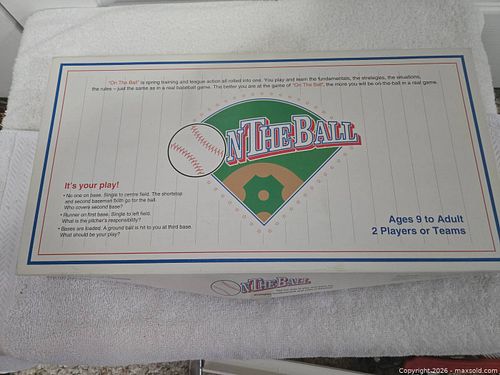 "On The Ball" is spring training and league action all rolled into one. You play and learn the fundamentals, the strategies, the situations,
the rules – just the same as in a real baseball game. The better you are at the game of "On The Ball", the more you will be on-the-ball in a real game.
ON THE BALL
It's your play!
• No one on base. Single to centre field. The shortstop
and second baseman both go for the ball.
Who covers second base?
• Runner on first base. Single to left field.
What is the pitcher's responsibility?
• Bases are loaded. A ground ball is hit to you at third base.
What should be your play?
Ages 9 to Adult
2 Players or Teams
ON THE BALL
Copyright 2026 - maxsold.com